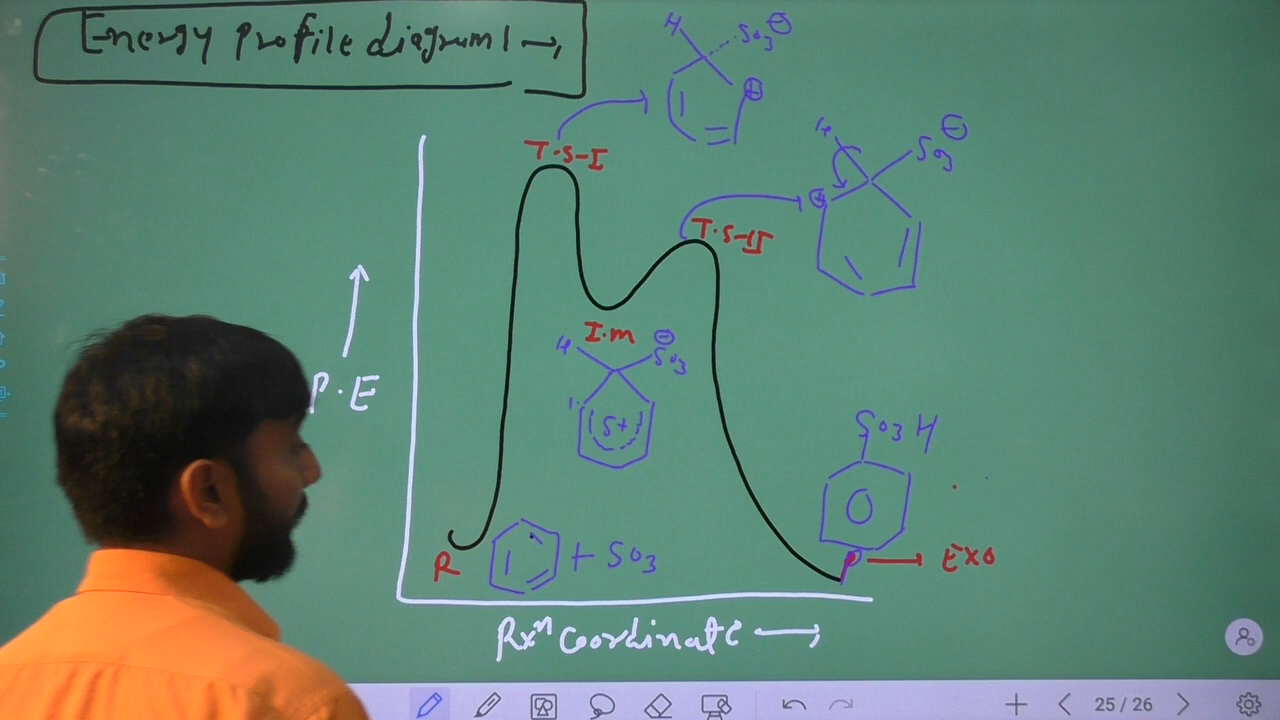 Energy profile diagram :→
H SO3⊖
⊕
H SO3⊖
⊕
T.S-I
T.S-II
I.m
H SO3⊖
δ+
P.E
SO3H
R + SO3
P → Exo
Rxⁿ Coordinate →
25 / 26